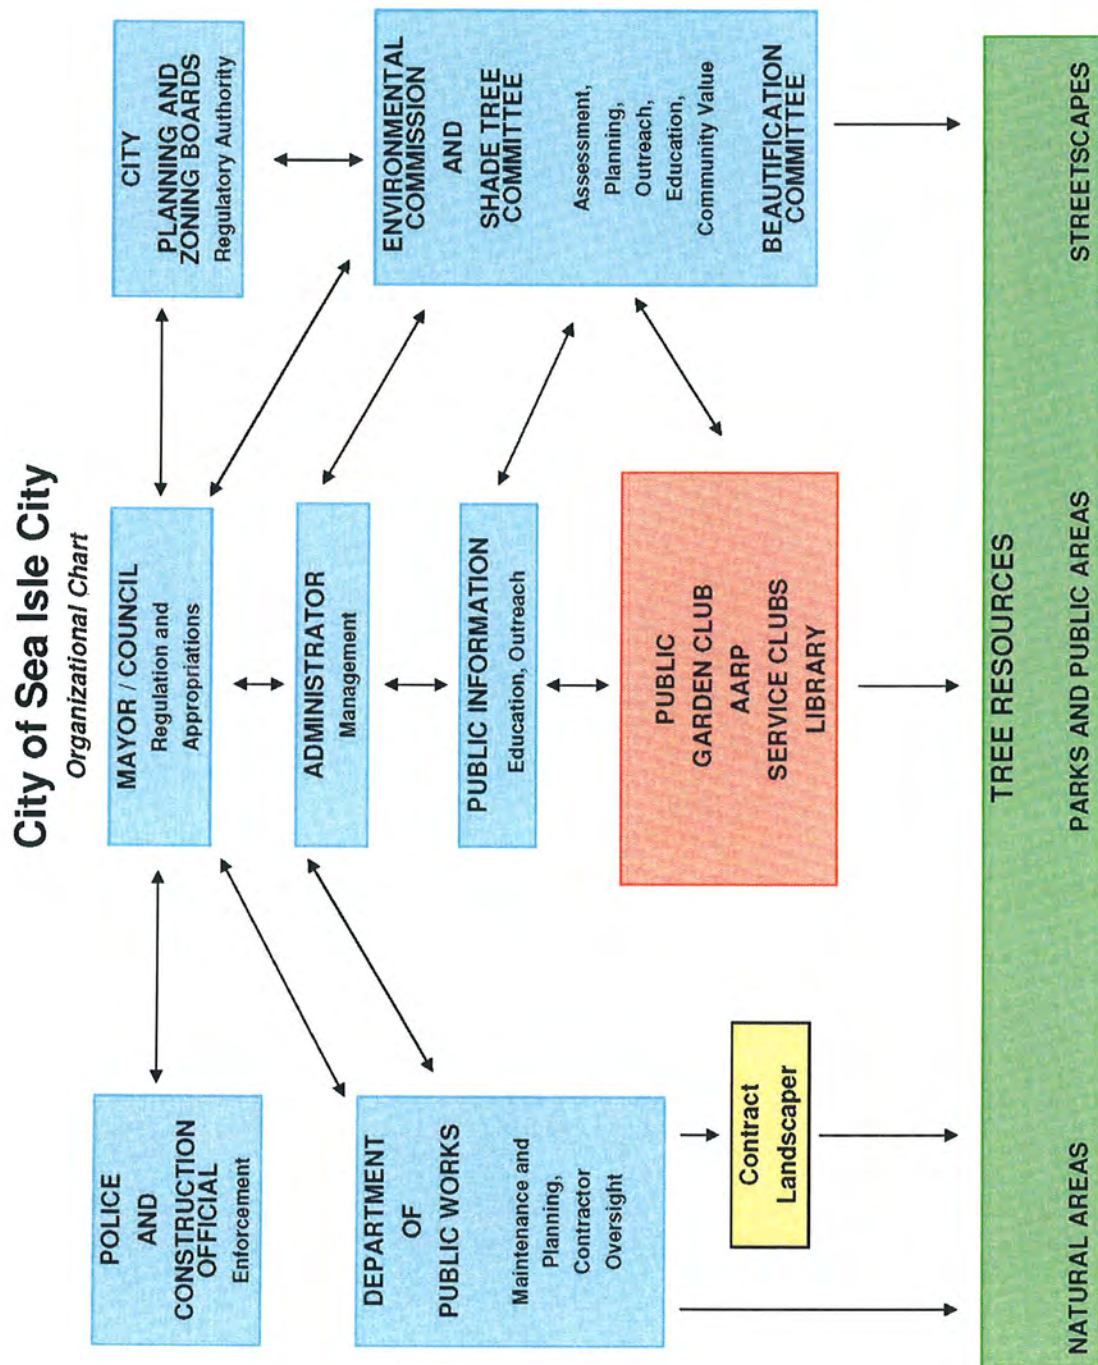 City of Sea Isle City
Organizational Chart
POLICE
AND
CONSTRUCTION
OFFICIAL
Enforcement
MAYOR / COUNCIL
Regulation and
Appropriations
CITY
PLANNING AND
ZONING BOARDS
Regulatory Authority
ADMINISTRATOR
Management
DEPARTMENT
OF
PUBLIC WORKS
Maintenance and
Planning,
Contractor
Oversight
PUBLIC INFORMATION
Education, Outreach
ENVIRONMENTAL
COMMISSION
AND
SHADE TREE
COMMITTEE
Assessment,
Planning,
Outreach,
Education,
Community Value
BEAUTIFICATION
COMMITTEE
PUBLIC
GARDEN CLUB
AARP
SERVICE CLUBS
LIBRARY
Contract
Landscaper
TREE RESOURCES
NATURAL AREAS
PARKS AND PUBLIC AREAS
STREETSCAPES